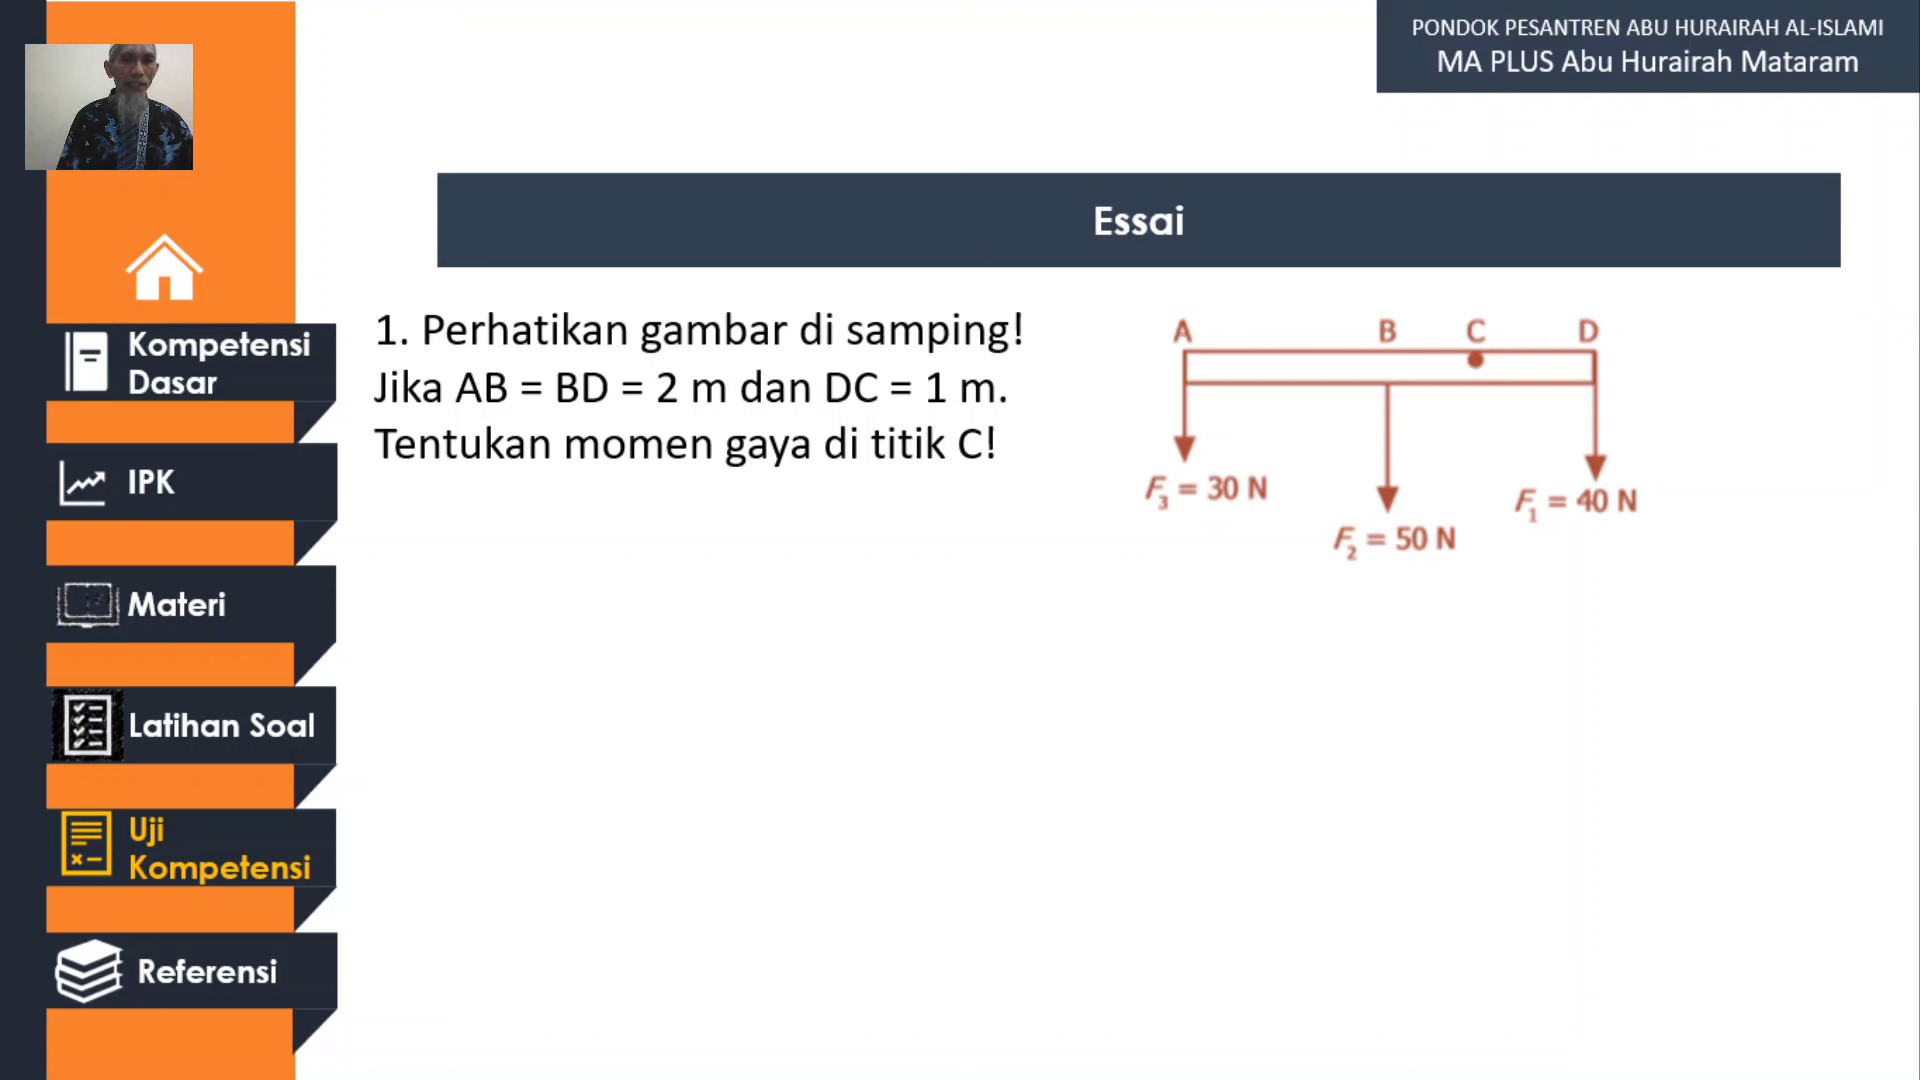 PONDOK PESANTREN ABU HURAIRAH AL-ISLAMI
MA PLUS Abu Hurairah Mataram
Essai
Kompetensi
Dasar
IPK
Materi
Latihan Soal
Uji
Kompetensi
Referensi
1. Perhatikan gambar di samping!
Jika AB = BD = 2 m dan DC = 1 m.
Tentukan momen gaya di titik C!
A B C D
F₃ = 30 N
F₂ = 50 N
F₁ = 40 N